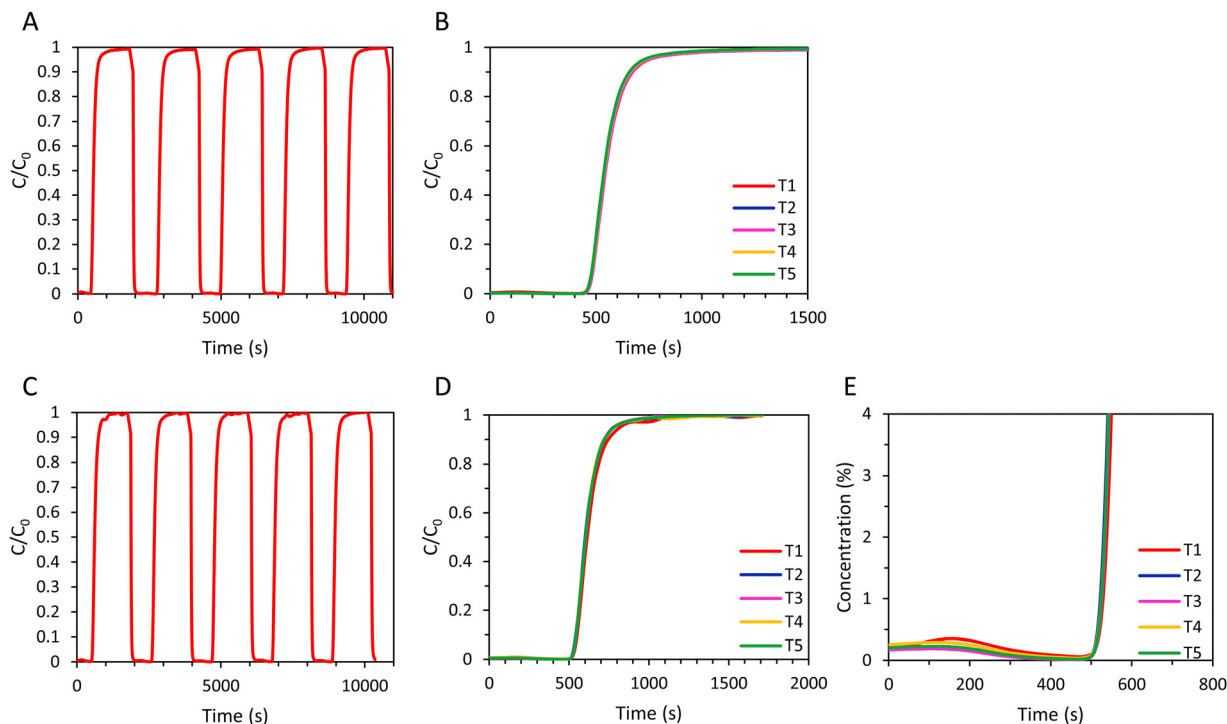 A
B
1
0.9
0.8
0.7
0.6
0.5
0.4
0.3
0.2
0.1
0
C/C0
0 5000 10000
Time (s)
1
0.8
0.6
0.4
0.2
0
C/C0
T1
T2
T3
T4
T5
0 500 1000 1500
Time (s)
C
D
E
1
0.9
0.8
0.7
0.6
0.5
0.4
0.3
0.2
0.1
0
C/C0
0 5000 10000
Time (s)
1
0.8
0.6
0.4
0.2
0
C/C0
T1
T2
T3
T4
T5
0 500 1000 1500 2000
Time (s)
4
3
2
1
0
Concentration (%)
T1
T2
T3
T4
T5
0 200 400 600 800
Time (s)